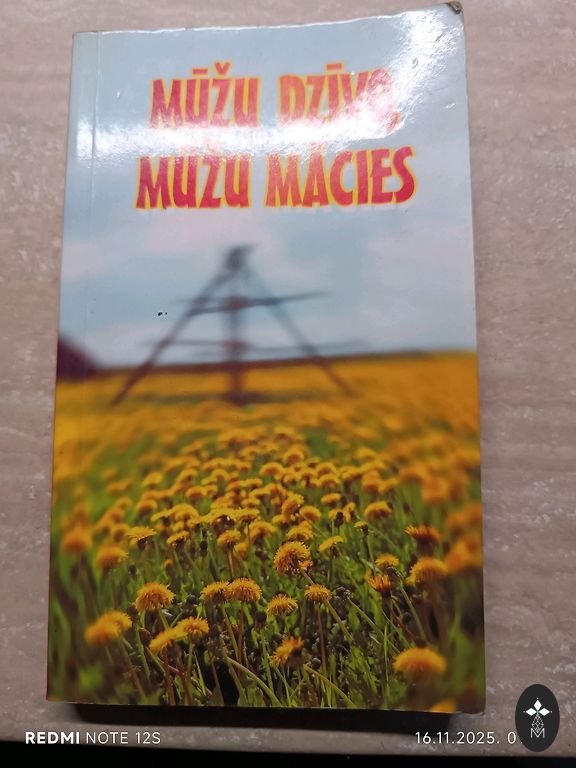 MŪŽU DZĪVO,
MŪŽU MĀCIES
REDMI NOTE 12S
16.11.2025.
M